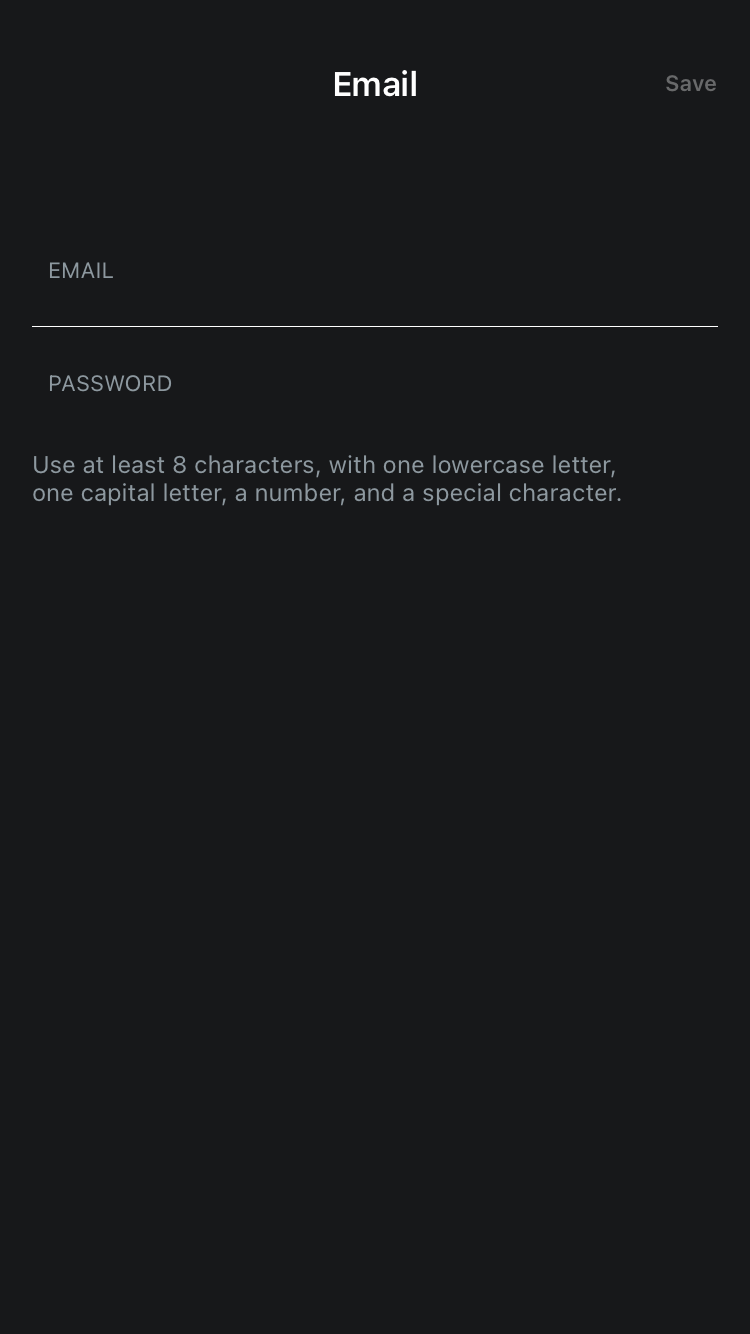 Email
Save
EMAIL
PASSWORD
Use at least 8 characters, with one lowercase letter,
one capital letter, a number, and a special character.